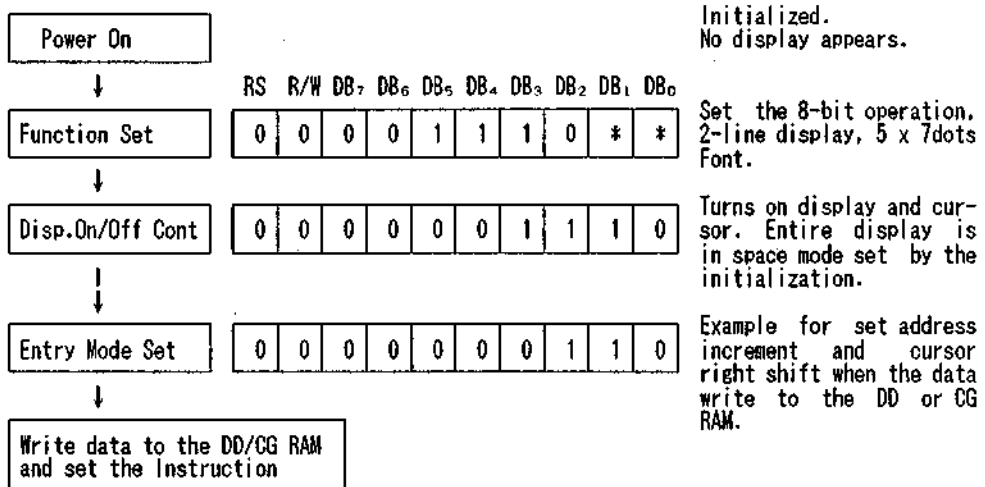 Power On
Initialized.
No display appears.
RS R/W DB₇ DB₆ DB₅ DB₄ DB₃ DB₂ DB₁ DB₀
Function Set
0 0 0 0 1 1 1 0 * *
Set the 8-bit operation,
2-line display, 5 x 7dots
Font.
Disp.On/Off Cont
0 0 0 0 0 0 1 1 1 0
Turns on display and cur-
sor. Entire display is
in space mode set by the
initialization.
Entry Mode Set
0 0 0 0 0 0 0 1 1 0
Example for set address
increment and cursor
right shift when the data
write to the DD or CG
RAM.
Write data to the DD/CG RAM
and set the Instruction